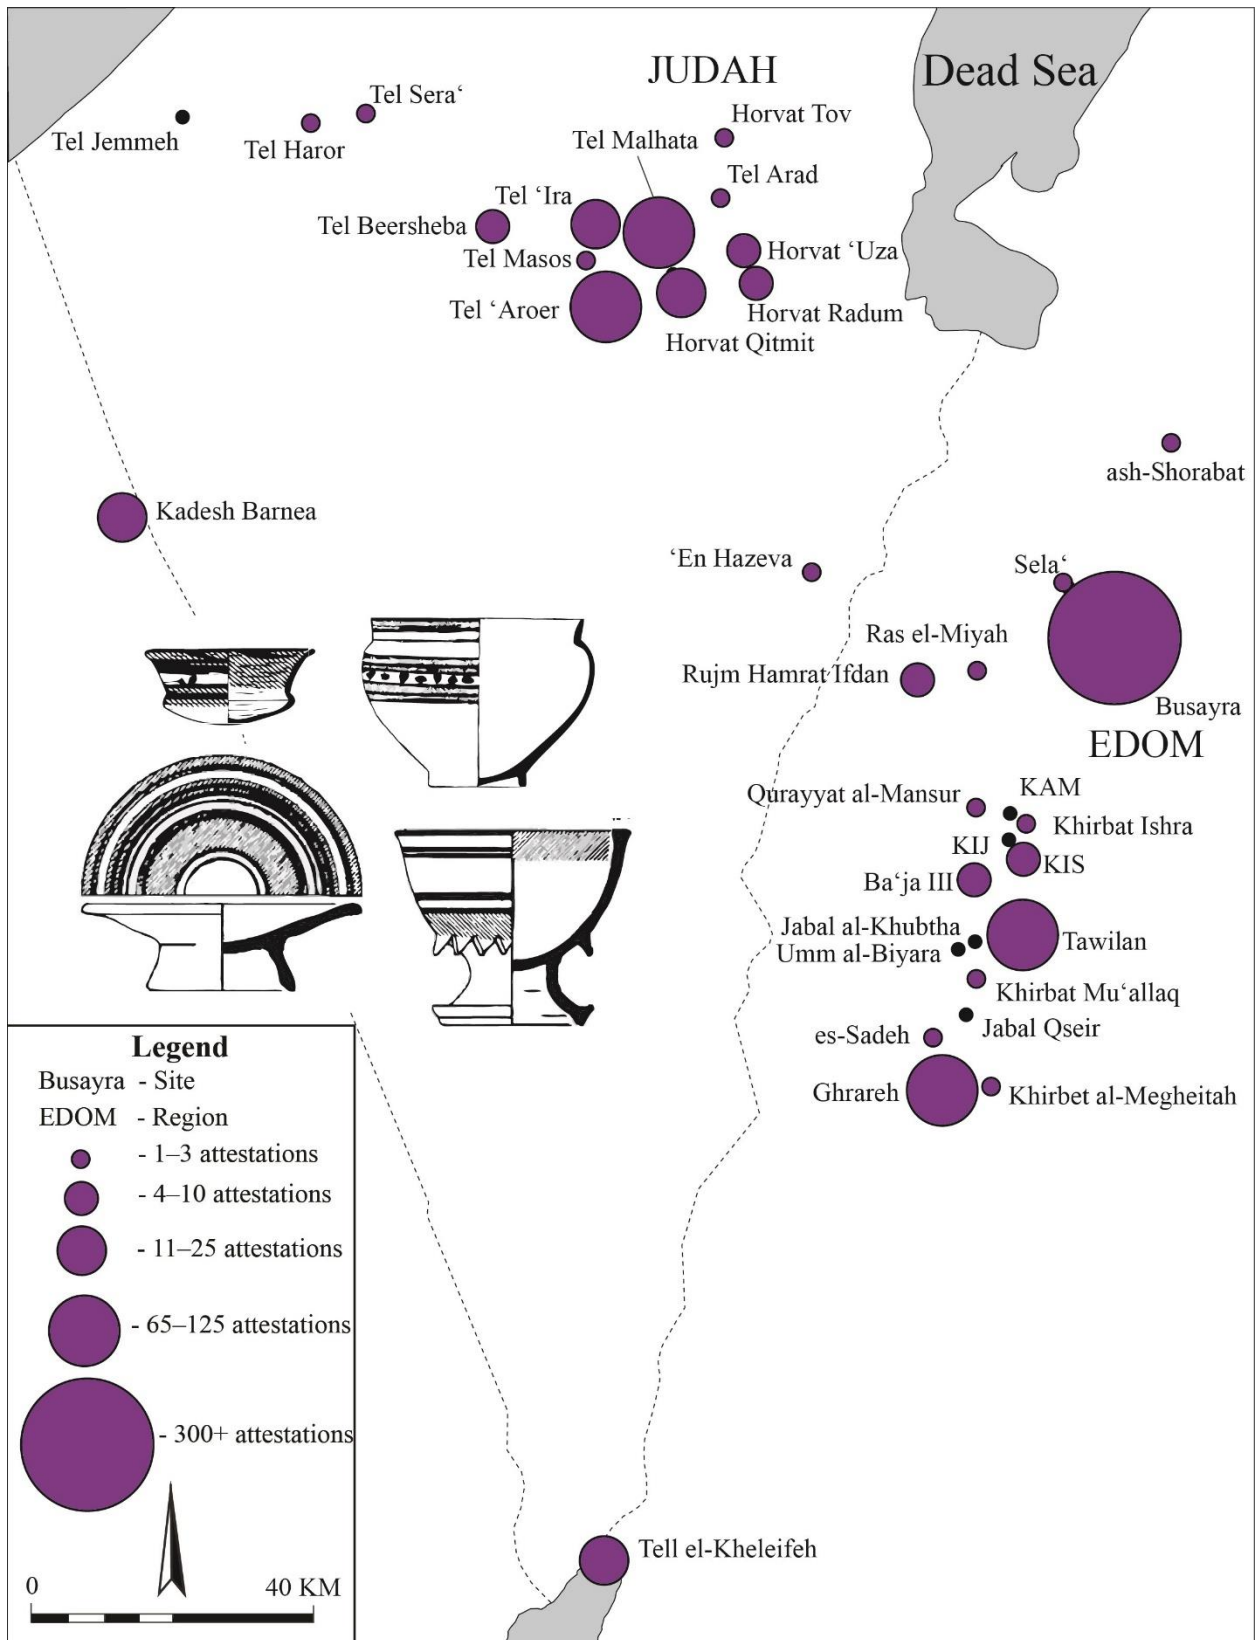 JUDAH
Dead Sea
Tel Sera‘
Tel Jemmeh
Tel Haror
Horvat Tov
Tel Malhata
Tel Arad
Tel ‘Ira
Tel Beersheba
Tel Masos
Horvat ‘Uza
Tel ‘Aroer
Horvat Radum
Horvat Qitmit
ash-Shorabat
Kadesh Barnea
‘En Hazeva
Sela‘
Ras el-Miyah
Rujm Hamrat Ifdan
Busayra
EDOM
Qurayyat al-Mansur
KAM
Khirbat Ishra
KIJ
KIS
Ba‘ja III
Jabal al-Khubtha
Tawilan
Umm al-Biyara
Khirbat Mu‘allaq
Jabal Qseir
es-Sadeh
Ghrareh
Khirbet al-Megheitah
Tell el-Kheleifeh
Legend
Busayra - Site
EDOM - Region
- 1–3 attestations
- 4–10 attestations
- 11–25 attestations
- 65–125 attestations
- 300+ attestations
0 40 KM